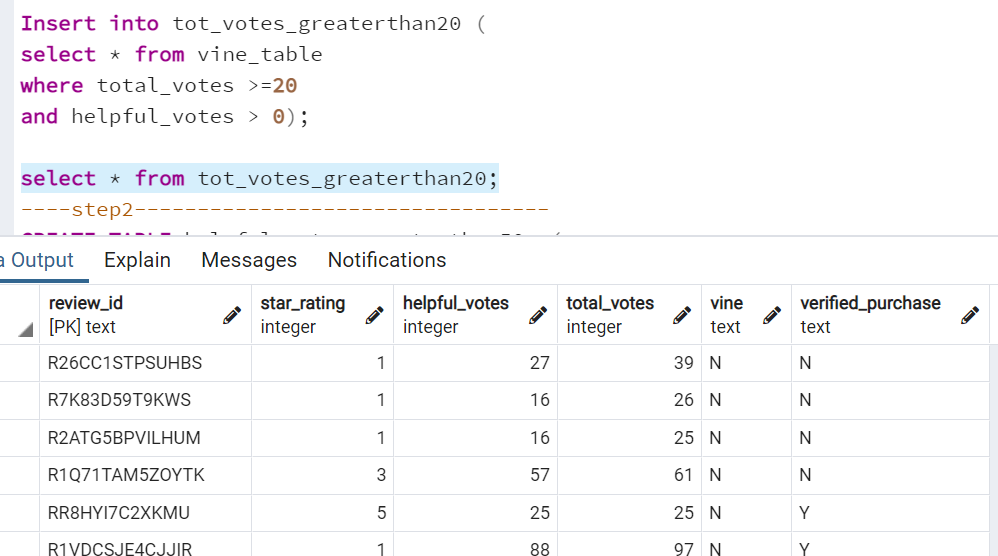 Insert into tot_votes_greaterthan20 (
select * from vine_table
where total_votes >=20
and helpful_votes > 0);
select * from tot_votes_greaterthan20;
----step2---------------------------------
a Output Explain Messages Notifications
review_id star_rating helpful_votes total_votes vine verified_purchase
[PK] text integer integer integer text text
R26CC1STPSUHBS 1 27 39 N N
R7K83D59T9KWS 1 16 26 N N
R2ATG5BPVILHUM 1 16 25 N N
R1Q71TAM5ZOYTK 3 57 61 N N
RR8HYI7C2XKMU 5 25 25 N Y
R1VDCSJE4CJJIR 1 88 97 N Y